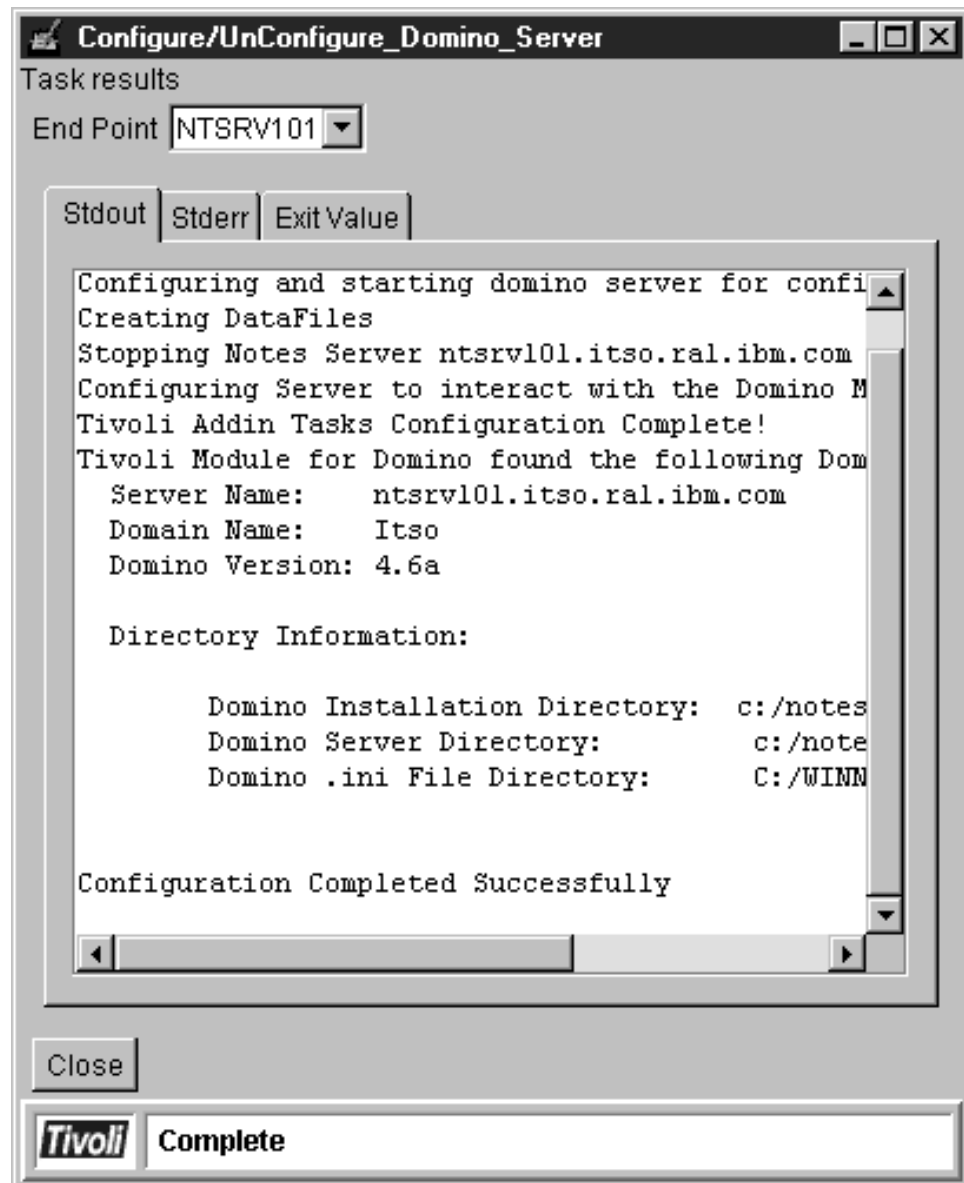 Configure/UnConfigure_Domino_Server
Task results
End Point NTSRV101
Stdout Stderr Exit Value
Configuring and starting domino server for confi
Creating DataFiles
Stopping Notes Server ntsrv101.itso.ral.ibm.com
Configuring Server to interact with the Domino M
Tivoli Addin Tasks Configuration Complete!
Tivoli Module for Domino found the following Dom
Server Name: ntsrv101.itso.ral.ibm.com
Domain Name: Itso
Domino Version: 4.6a
Directory Information:
Domino Installation Directory: c:/notes
Domino Server Directory: c:/note
Domino .ini File Directory: C:/WINN
Configuration Completed Successfully
Close
Tivoli Complete